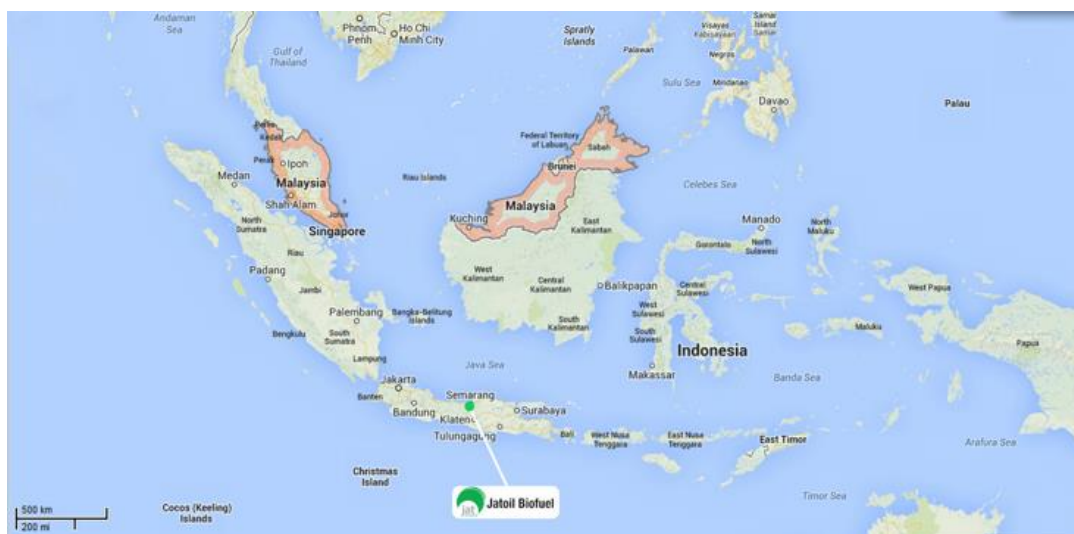 Andaman
Sea
Phnom
Penh
Ho Chi
Minh City
Gulf of
Thailand
Spratly
Islands
Palawan
Visayas
Kabisayaan
Samar
Island
Samar
Negros
Sulu Sea
Mindanao
Davao
Palau
Kedah
Perak
Ipoh
Malaysia
Shah Alam
Johor
Singapore
Medan
North
Sumatra
Riau Islands
Federal Territory
of Labuan
Sabah
Brunei
Malaysia
Kuching
Celebes Sea
East
Kalimantan
Manado
North
Maluku
Gorontalo
North
Sulawesi
Riau
Padang
Jambi
West
Kalimantan
Central
Kalimantan
Balikpapan
Central
Sulawesi
West Papua
Palembang
Bangka-Belitung
Islands
West
Sulawesi
South
Kalimantan
Bengkulu
South
Sumatra
South
Sulawesi
Maluku
Papua
Lampung
Java Sea
Indonesia
Makassar
Banda Sea
Jakarta
Banten
Bandung
Semarang
Klaten
Surabaya
Tulungagung
Bali
West Nusa
Tenggara
East Nusa
Tenggara
East Timor
Arafura Sea
Christmas
Island
Timor Sea
jat
Jatoil Biofuel
Cocos (Keeling)
Islands
500 km
200 mi